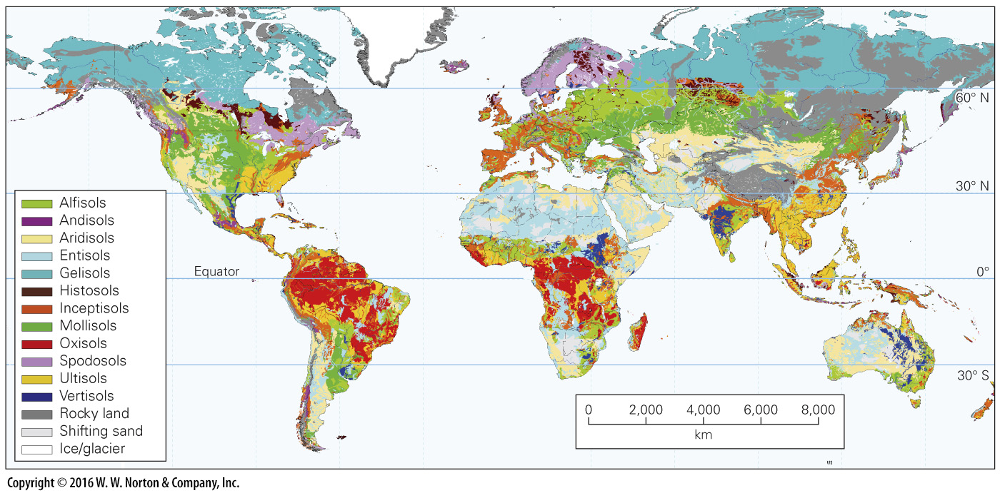 60° N
30° N
Equator
0°
30° S
Alfisols
Andisols
Aridisols
Entisols
Gelisols
Histosols
Inceptisols
Mollisols
Oxisols
Spodosols
Ultisols
Vertisols
Rocky land
Shifting sand
Ice/glacier
0 2,000 4,000 6,000 8,000
km
m
Copyright © 2016 W. W. Norton & Company, Inc.